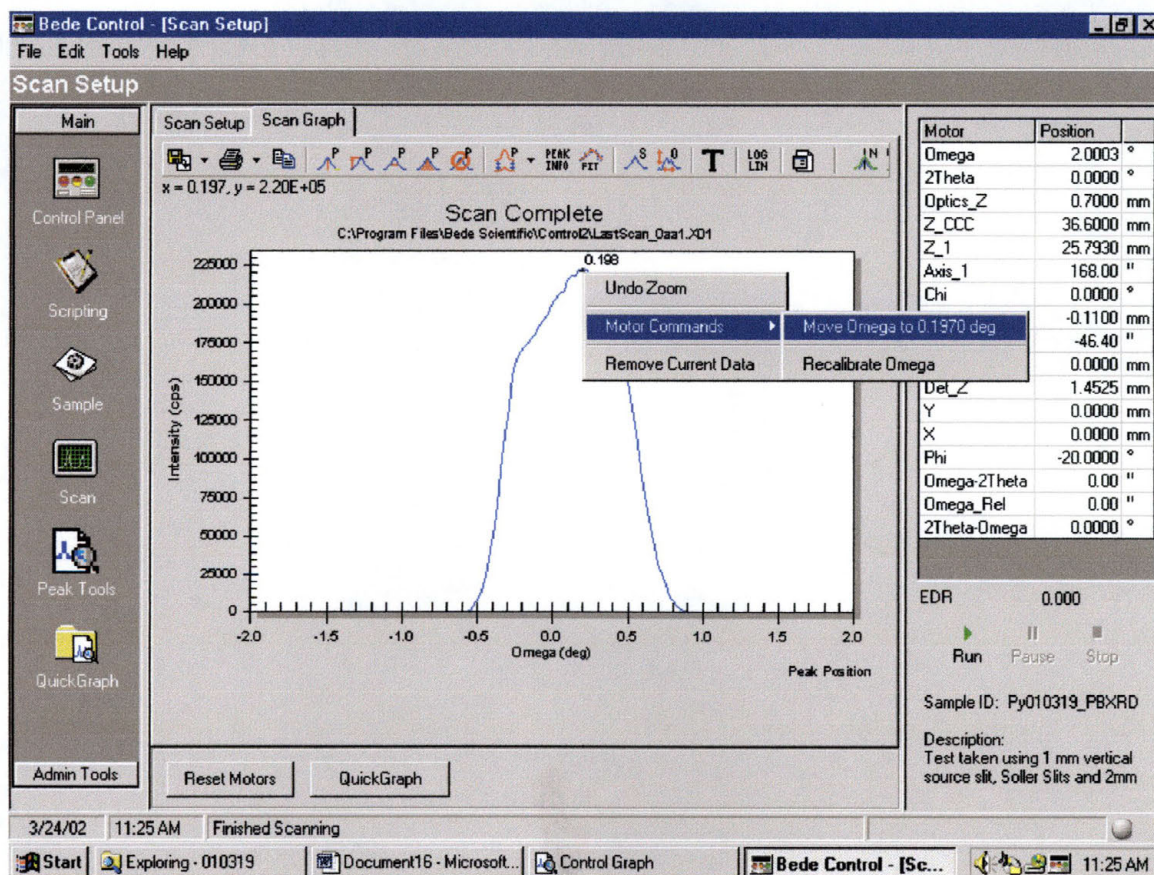 Bede Control - [Scan Setup]
File Edit Tools Help
Scan Setup
Main
Control Panel
Scripting
Sample
Scan
Peak Tools
QuickGraph
Admin Tools
Scan Setup Scan Graph
P P P P P P PEAK INFO FIT S O T LOG LIN IN
x = 0.197, y = 2.20E+05
Scan Complete
C:\Program Files\Bede Scientific\Control2\LastScan_0aa1.X01
0.198
Undo Zoom
Motor Commands
Remove Current Data
Move Omega to 0.1970 deg
Recalibrate Omega
Intensity (cps)
225000
200000
175000
150000
125000
100000
75000
50000
25000
0
-2.0 -1.5 -1.0 -0.5 0.0 0.5 1.0 1.5 2.0
Omega (deg)
Peak Position
Reset Motors QuickGraph
Motor Position
Omega 2.0003 °
2Theta 0.0000 °
Optics_Z 0.7000 mm
Z_CCC 36.6000 mm
Z_1 25.7930 mm
Axis_1 168.00 "
Chi 0.0000 °
-0.1100 mm
-46.40 "
0.0000 mm
Det_Z 1.4525 mm
Y 0.0000 mm
X 0.0000 mm
Phi -20.0000 °
Omega-2Theta 0.00 "
Omega_Rel 0.00 "
2Theta-Omega 0.0000 °
EDR 0.000
Run Pause Stop
Sample ID: Py010319_PBXRD
Description:
Test taken using 1 mm vertical
source slit, Soller Slits and 2mm
3/24/02 11:25 AM Finished Scanning
Start Exploring - 010319 Document16 - Microsoft... Control Graph Bede Control - [Sc... 11:25 AM